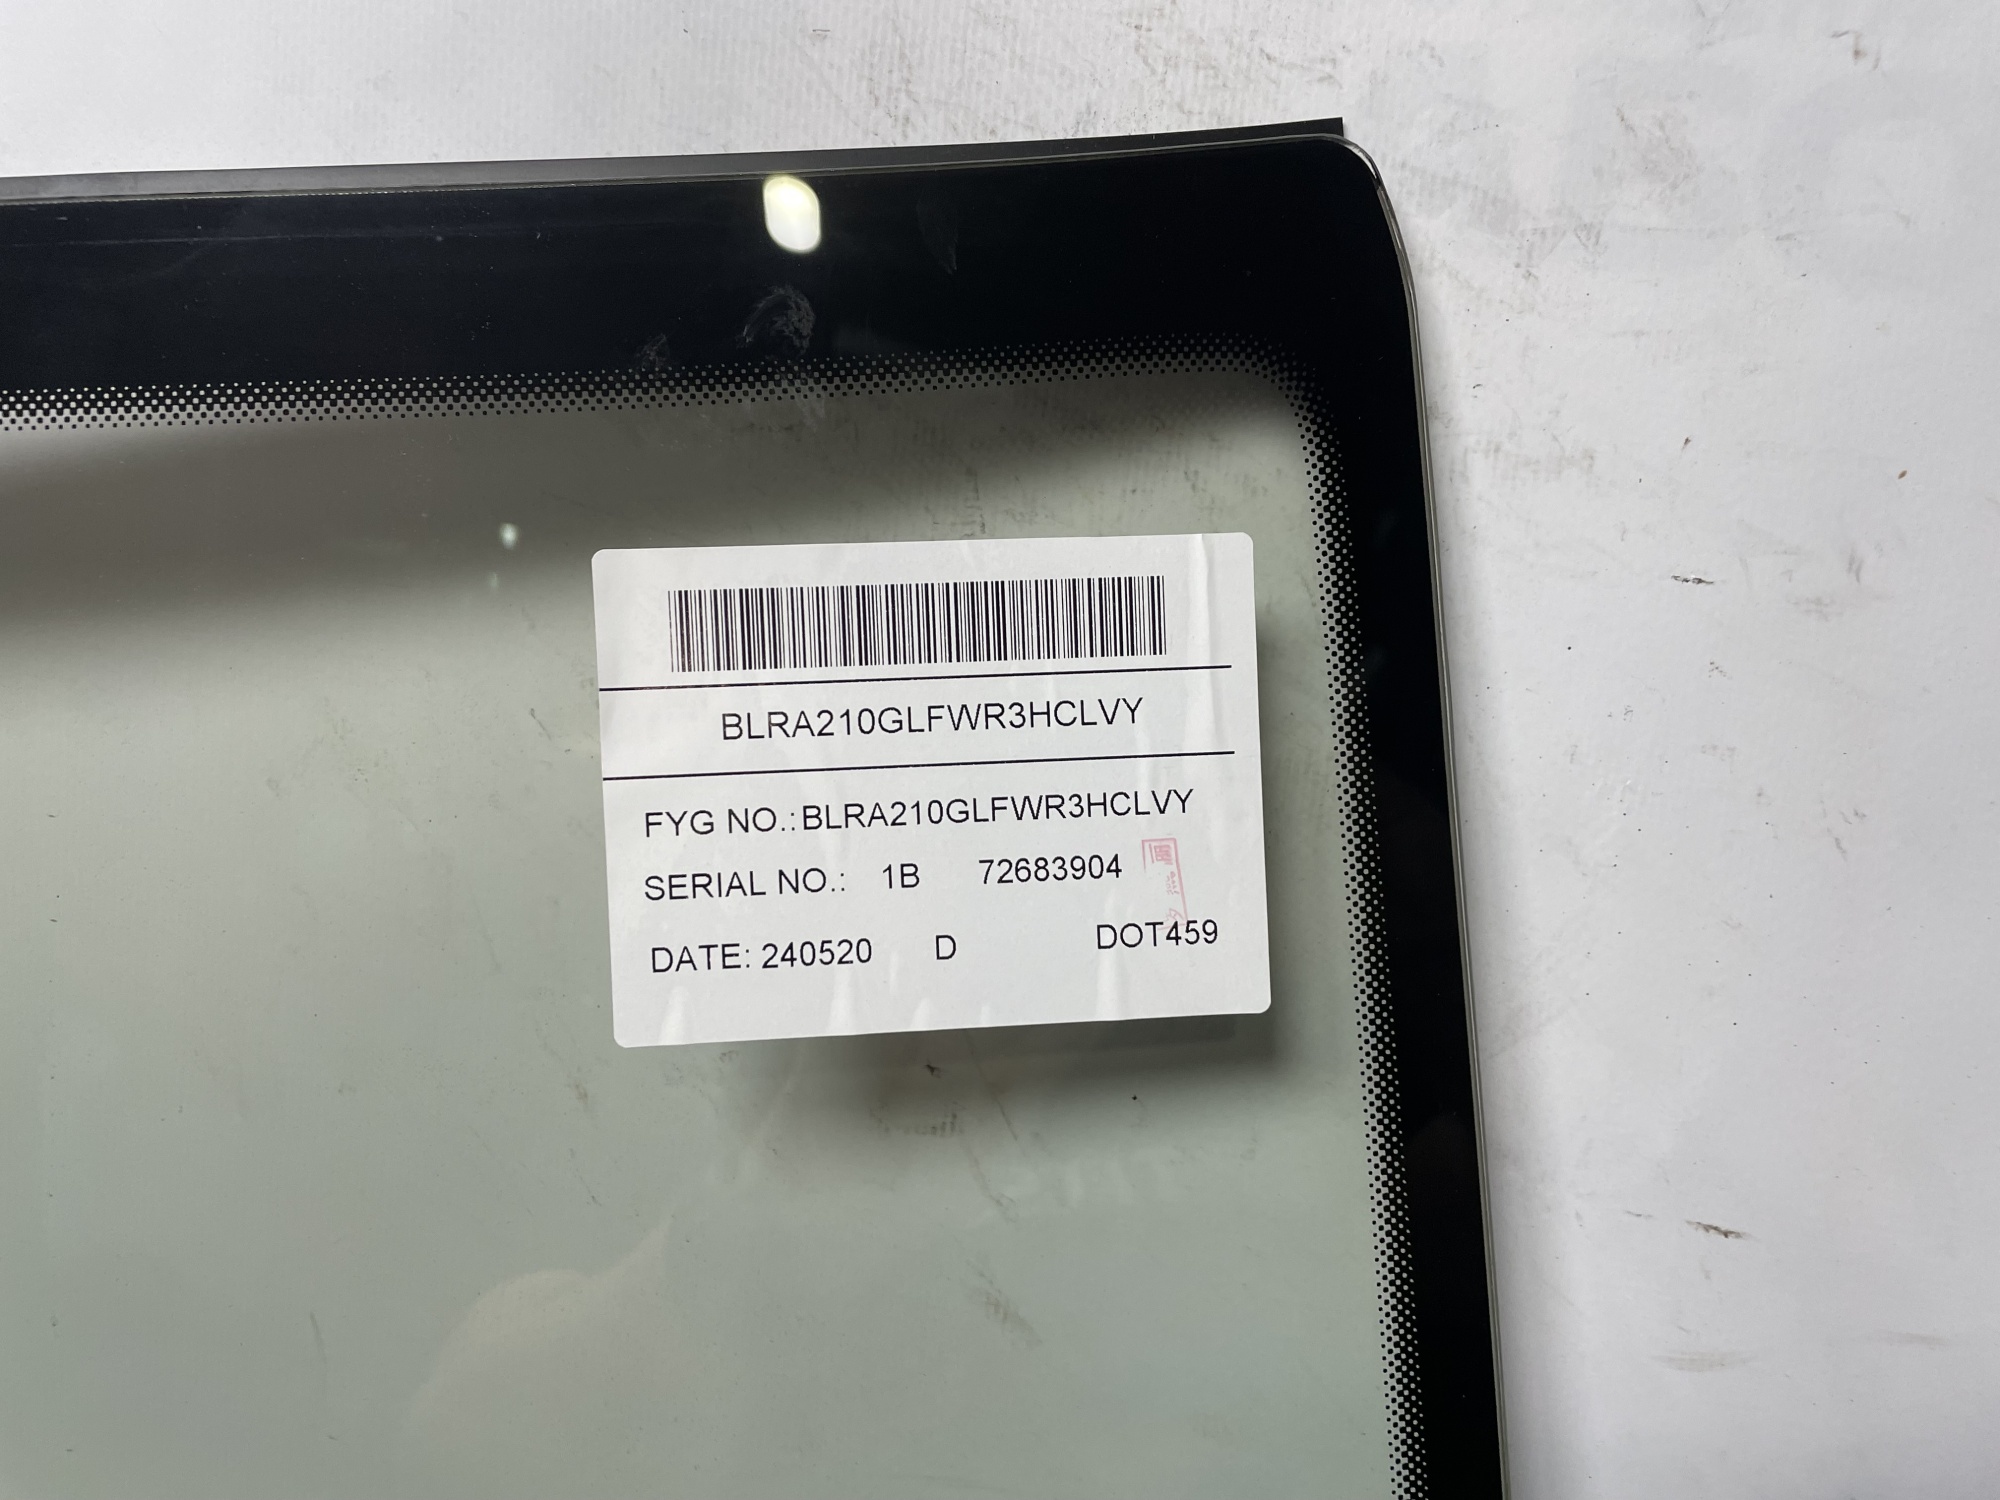 BLRA210GLFWR3HCLVY
FYG NO.:BLRA210GLFWR3HCLVY
SERIAL NO.: 1B 72683904
DATE: 240520 D DOT459